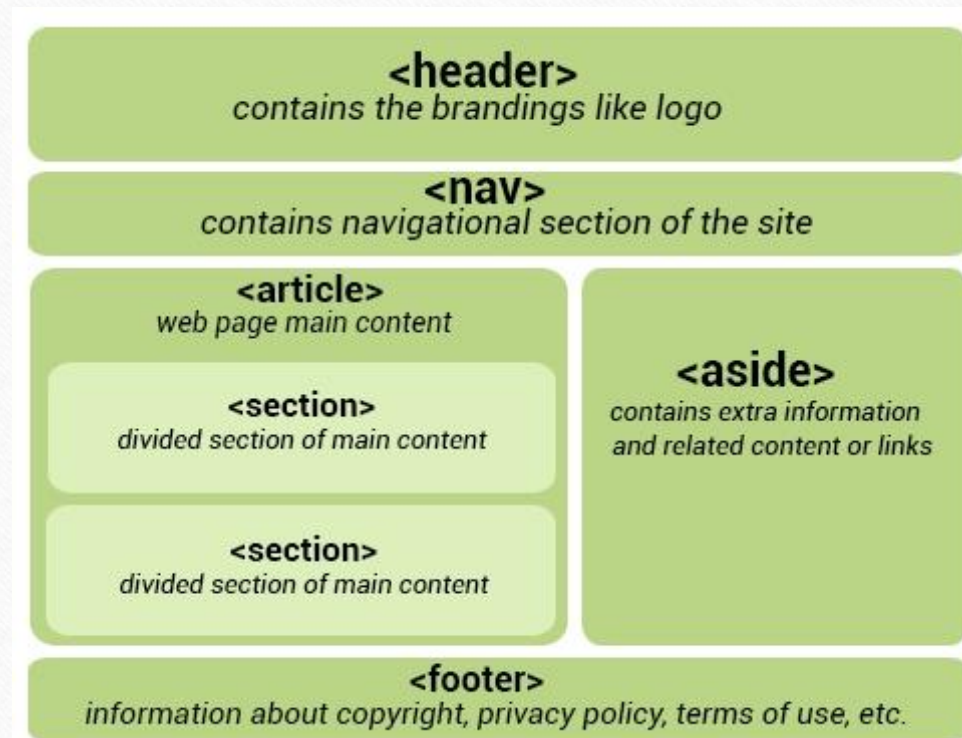 <header>
contains the brandings like logo
<nav>
contains navigational section of the site
<article>
web page main content
<section>
divided section of main content
<section>
divided section of main content
<aside>
contains extra information
and related content or links
<footer>
information about copyright, privacy policy, terms of use, etc.